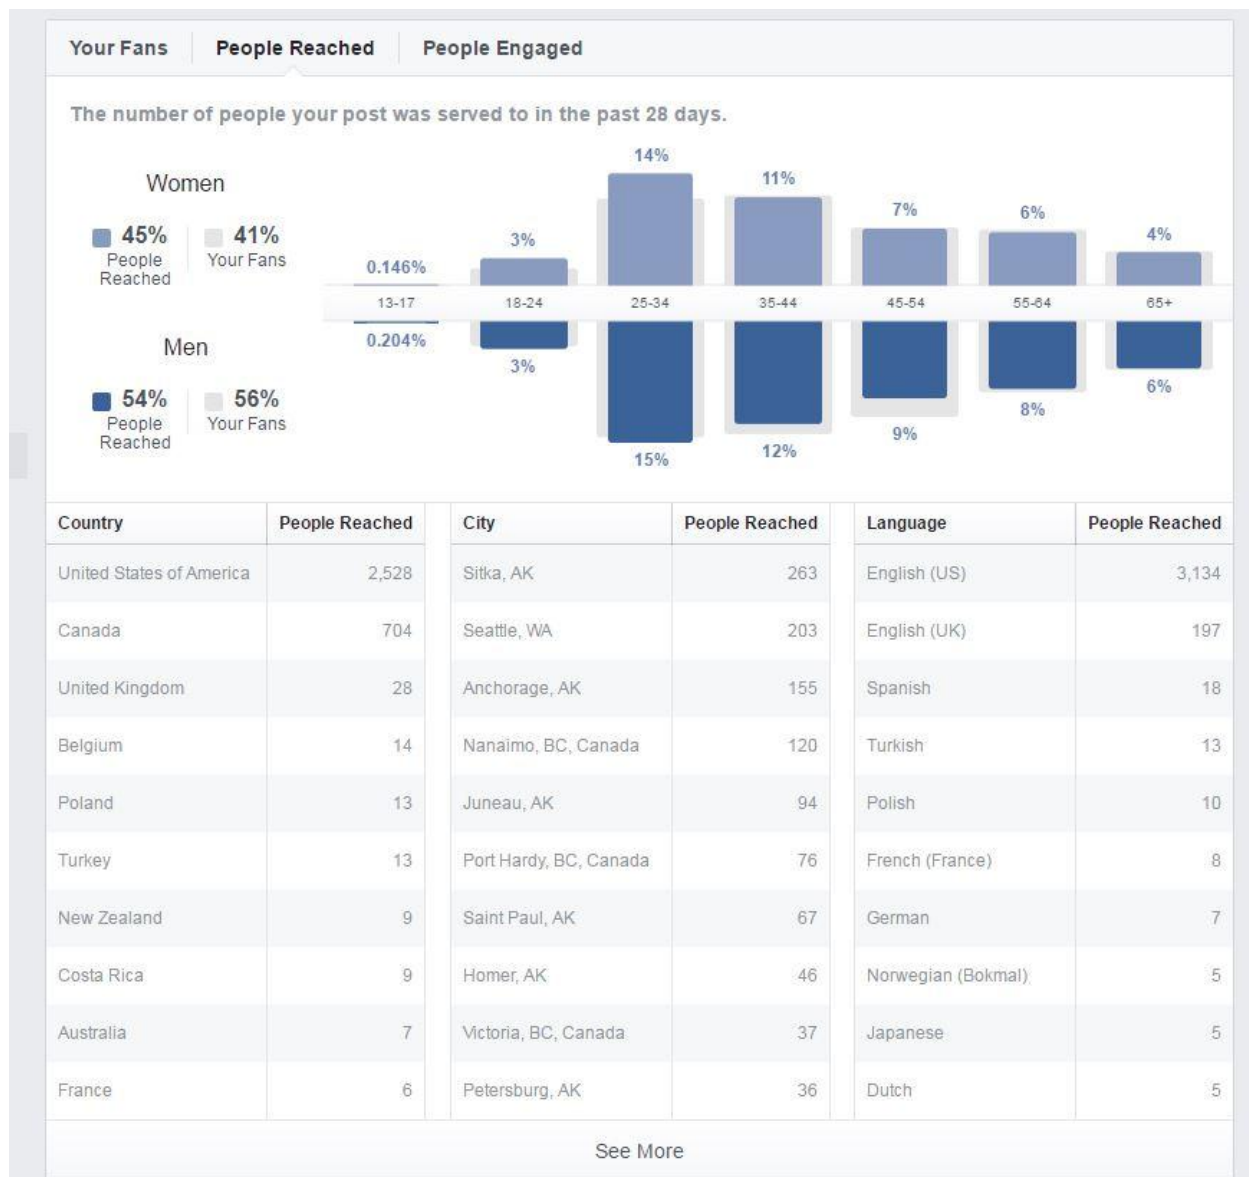 Your Fans People Reached People Engaged
The number of people your post was served to in the past 28 days.
Women
45% People Reached
41% Your Fans
Men
54% People Reached
56% Your Fans
0.146% 3% 14% 11% 7% 6% 4%
13-17 18-24 25-34 35-44 45-54 55-64 65+
0.204% 3% 15% 12% 9% 8% 6%
Country People Reached
United States of America 2,528
Canada 704
United Kingdom 28
Belgium 14
Poland 13
Turkey 13
New Zealand 9
Costa Rica 9
Australia 7
France 6
City People Reached
Sitka, AK 263
Seattle, WA 203
Anchorage, AK 155
Nanaimo, BC, Canada 120
Juneau, AK 94
Port Hardy, BC, Canada 76
Saint Paul, AK 67
Homer, AK 46
Victoria, BC, Canada 37
Petersburg, AK 36
Language People Reached
English (US) 3,134
English (UK) 197
Spanish 18
Turkish 13
Polish 10
French (France) 8
German 7
Norwegian (Bokmal) 5
Japanese 5
Dutch 5
See More